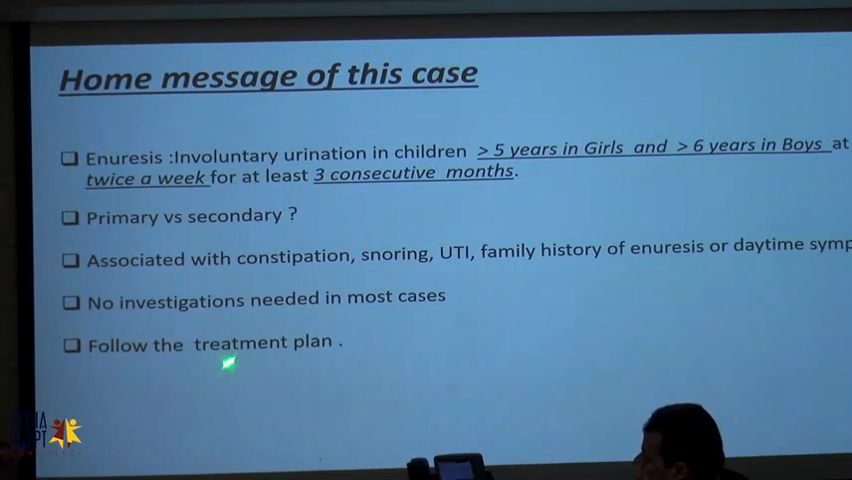 Home message of this case
❑ Enuresis :Involuntary urination in children > 5 years in Girls and > 6 years in Boys at
twice a week for at least 3 consecutive months.
❑ Primary vs secondary ?
❑ Associated with constipation, snoring, UTI, family history of enuresis or daytime symp
❑ No investigations needed in most cases
❑ Follow the treatment plan .